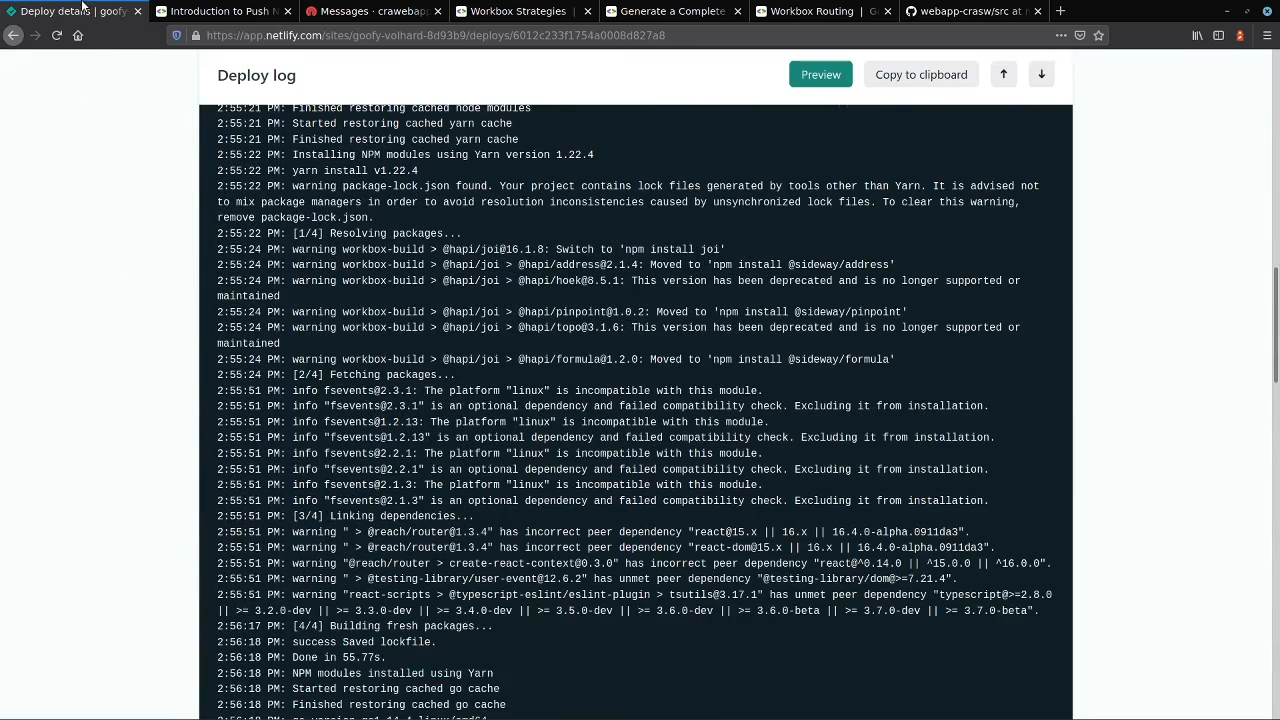 Deploy details | goofy-
Introduction to Push N
Messages · crawebapp
Workbox Strategies |
Generate a Complete
Workbox Routing | Go
webapp-crasw/src at m
https://app.netlify.com/sites/goofy-volhard-8d93b9/deploys/6012c233f1754a0008d827a8
Deploy log
Preview
Copy to clipboard
2:55:21 PM: Finished restoring cached node modules
2:55:21 PM: Started restoring cached yarn cache
2:55:21 PM: Finished restoring cached yarn cache
2:55:22 PM: Installing NPM modules using Yarn version 1.22.4
2:55:22 PM: yarn install v1.22.4
2:55:22 PM: warning package-lock.json found. Your project contains lock files generated by tools other than Yarn. It is advised not
to mix package managers in order to avoid resolution inconsistencies caused by unsynchronized lock files. To clear this warning,
remove package-lock.json.
2:55:22 PM: [1/4] Resolving packages...
2:55:24 PM: warning workbox-build > @hapi/joi@16.1.8: Switch to 'npm install joi'
2:55:24 PM: warning workbox-build > @hapi/joi > @hapi/address@2.1.4: Moved to 'npm install @sideway/address'
2:55:24 PM: warning workbox-build > @hapi/joi > @hapi/hoek@8.5.1: This version has been deprecated and is no longer supported or
maintained
2:55:24 PM: warning workbox-build > @hapi/joi > @hapi/pinpoint@1.0.2: Moved to 'npm install @sideway/pinpoint'
2:55:24 PM: warning workbox-build > @hapi/joi > @hapi/topo@3.1.6: This version has been deprecated and is no longer supported or
maintained
2:55:24 PM: warning workbox-build > @hapi/joi > @hapi/formula@1.2.0: Moved to 'npm install @sideway/formula'
2:55:24 PM: [2/4] Fetching packages...
2:55:51 PM: info fsevents@2.3.1: The platform "linux" is incompatible with this module.
2:55:51 PM: info "fsevents@2.3.1" is an optional dependency and failed compatibility check. Excluding it from installation.
2:55:51 PM: info fsevents@1.2.13: The platform "linux" is incompatible with this module.
2:55:51 PM: info "fsevents@1.2.13" is an optional dependency and failed compatibility check. Excluding it from installation.
2:55:51 PM: info fsevents@2.2.1: The platform "linux" is incompatible with this module.
2:55:51 PM: info "fsevents@2.2.1" is an optional dependency and failed compatibility check. Excluding it from installation.
2:55:51 PM: info fsevents@2.1.3: The platform "linux" is incompatible with this module.
2:55:51 PM: info "fsevents@2.1.3" is an optional dependency and failed compatibility check. Excluding it from installation.
2:55:51 PM: [3/4] Linking dependencies...
2:55:51 PM: warning " > @reach/router@1.3.4" has incorrect peer dependency "react@15.x || 16.x || 16.4.0-alpha.0911da3".
2:55:51 PM: warning " > @reach/router@1.3.4" has incorrect peer dependency "react-dom@15.x || 16.x || 16.4.0-alpha.0911da3".
2:55:51 PM: warning "@reach/router > create-react-context@0.3.0" has incorrect peer dependency "react@^0.14.0 || ^15.0.0 || ^16.0.0".
2:55:51 PM: warning " > @testing-library/user-event@12.6.2" has unmet peer dependency "@testing-library/dom@>=7.21.4".
2:55:51 PM: warning "react-scripts > @typescript-eslint/eslint-plugin > tsutils@3.17.1" has unmet peer dependency "typescript@>=2.8.0
|| >= 3.2.0-dev || >= 3.3.0-dev || >= 3.4.0-dev || >= 3.5.0-dev || >= 3.6.0-dev || >= 3.6.0-beta || >= 3.7.0-dev || >= 3.7.0-beta".
2:56:17 PM: [4/4] Building fresh packages...
2:56:18 PM: success Saved lockfile.
2:56:18 PM: Done in 55.77s.
2:56:18 PM: NPM modules installed using Yarn
2:56:18 PM: Started restoring cached go cache
2:56:18 PM: Finished restoring cached go cache